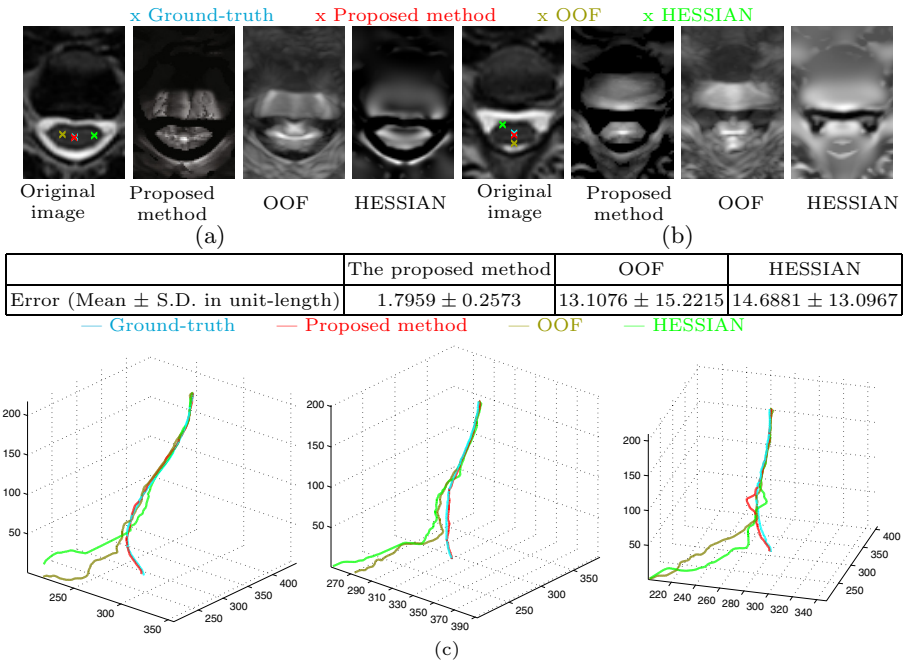 x Ground-truth x Proposed method x OOF x HESSIAN
Original image
Proposed method
OOF
HESSIAN
Original image
Proposed method
OOF
HESSIAN
(a)
(b)
The proposed method OOF HESSIAN
Error (Mean ± S.D. in unit-length) 1.7959 ± 0.2573 13.1076 ± 15.2215 14.6881 ± 13.0967
— Ground-truth — Proposed method — OOF — HESSIAN
200
150
100
50
250
300
350
250
300
350
400
200
150
100
50
270
290
310
330
350
370
390
250
300
350
400
200
150
100
50
220
240
260
280
300
320
340
250
300
350
400
(c)